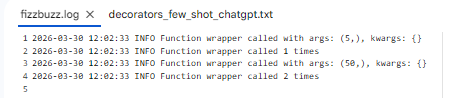 fizzbuzz.log × decorators_few_shot_chatgpt.txt
1 2026-03-30 12:02:33 INFO Function wrapper called with args: (5,), kwargs: {}
2 2026-03-30 12:02:33 INFO Function wrapper called 1 times
3 2026-03-30 12:02:33 INFO Function wrapper called with args: (50,), kwargs: {}
4 2026-03-30 12:02:33 INFO Function wrapper called 2 times
5